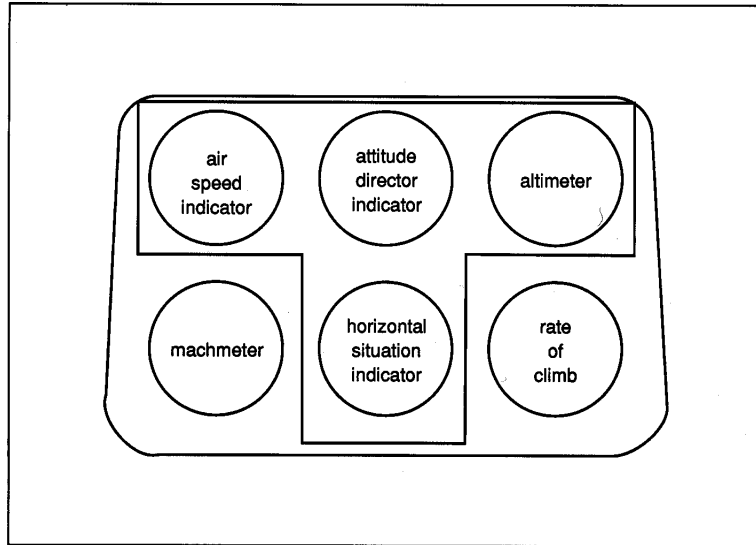 air
speed
indicator
attitude
director
indicator
altimeter
machmeter
horizontal
situation
indicator
rate
of
climb